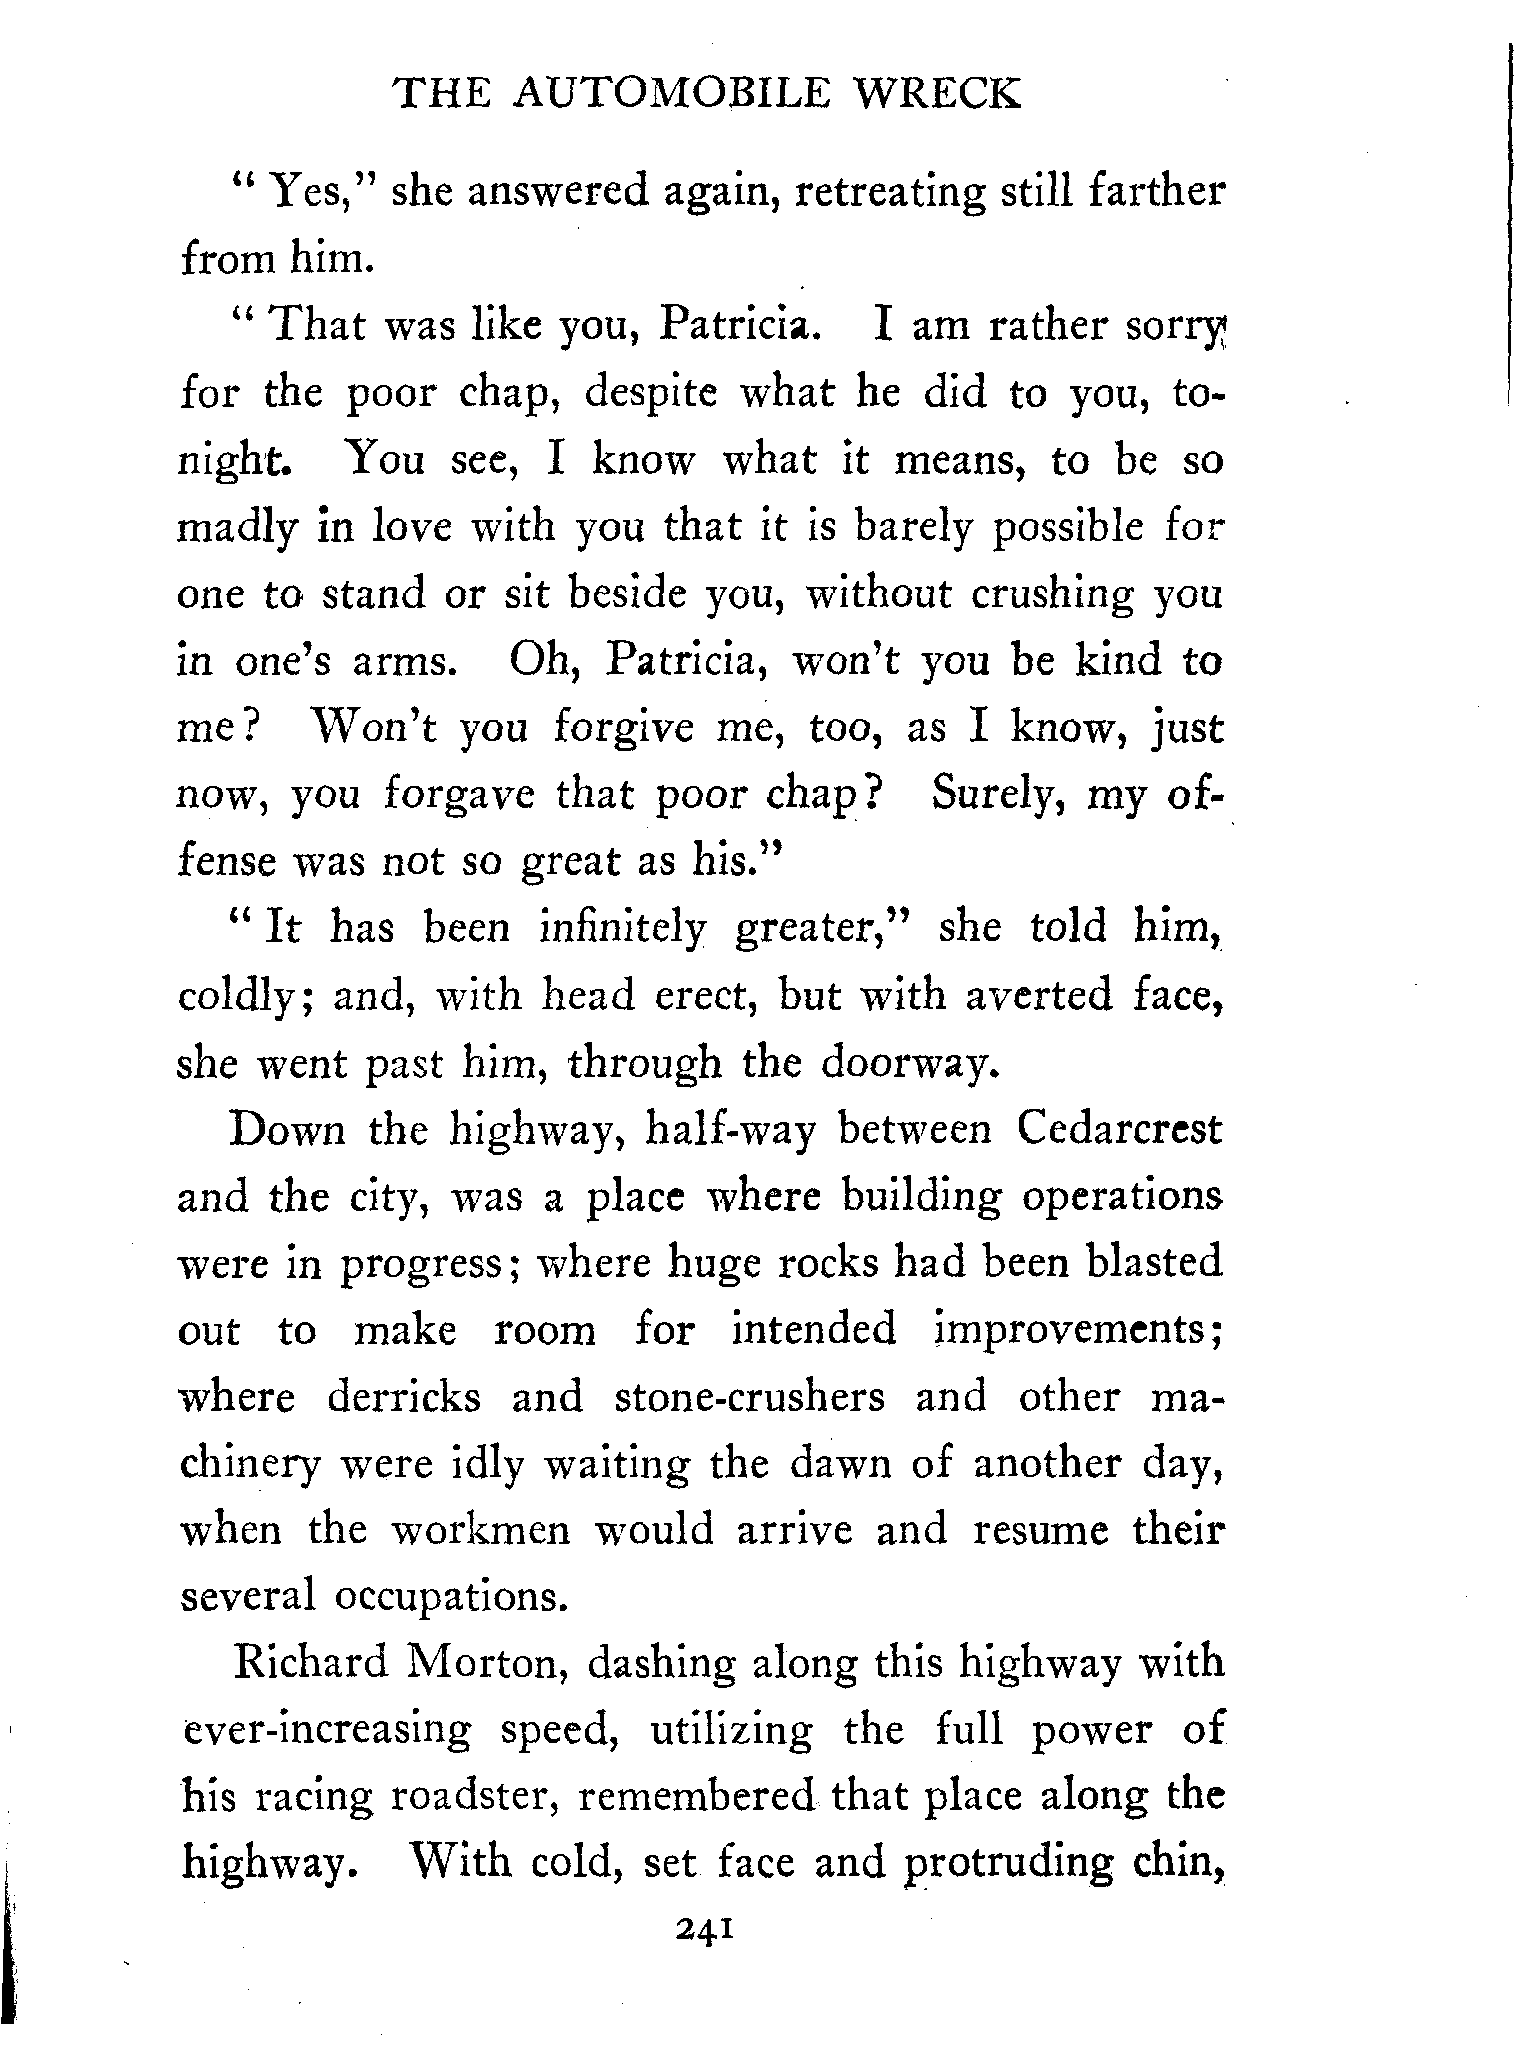 THE AUTOMOBILE WRECK
“Yes,” she answered again, retreating still farther
from him.
“That was like you, Patricia. I am rather sorry
for the poor chap, despite what he did to you, to-
night. You see, I know what it means, to be so
madly in love with you that it is barely possible for
one to stand or sit beside you, without crushing you
in one's arms. Oh, Patricia, won't you be kind to
me? Won't you forgive me, too, as I know, just
now, you forgave that poor chap? Surely, my of-
fense was not so great as his.”
“It has been infinitely greater,” she told him,
coldly; and, with head erect, but with averted face,
she went past him, through the doorway.
Down the highway, half-way between Cedarcrest
and the city, was a place where building operations
were in progress; where huge rocks had been blasted
out to make room for intended improvements;
where derricks and stone-crushers and other ma-
chinery were idly waiting the dawn of another day,
when the workmen would arrive and resume their
several occupations.
Richard Morton, dashing along this highway with
ever-increasing speed, utilizing the full power of
his racing roadster, remembered that place along the
highway. With cold, set face and protruding chin,
241